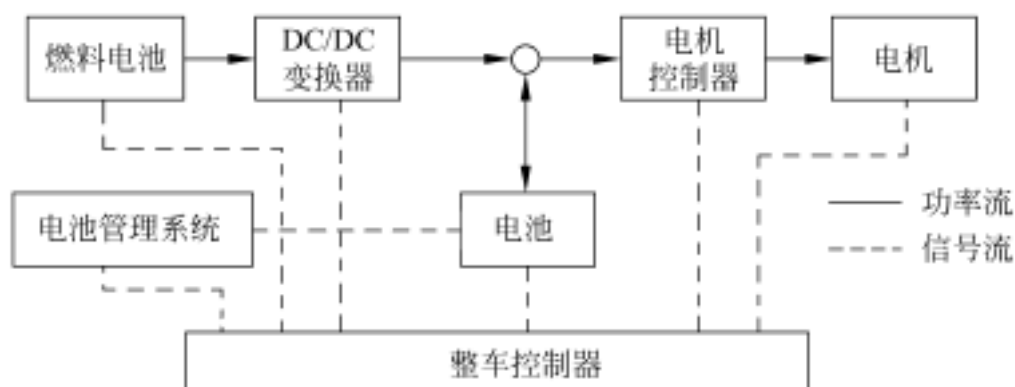 燃料电池
DC/DC
变换器
电机
控制器
电机
电池管理系统
电池
功率流
信号流
整车控制器